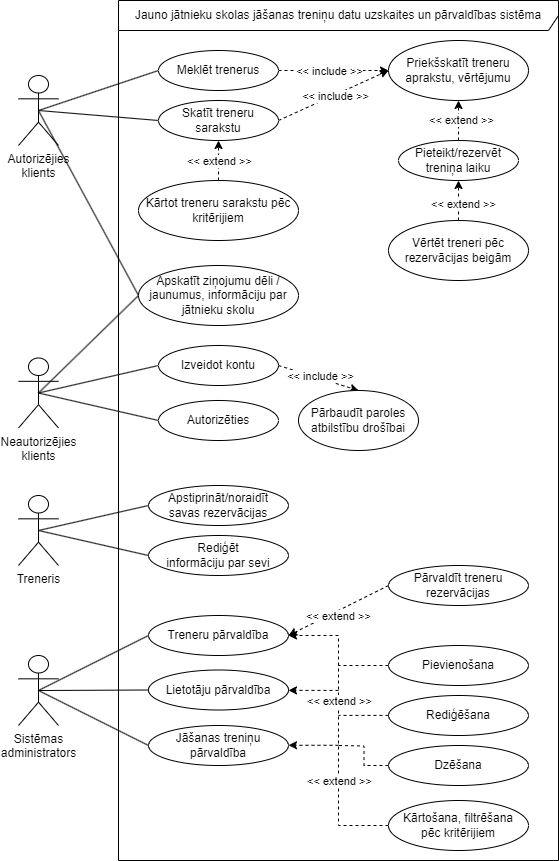 Jauno jātnieku skolas jāšanas treniņu datu uzskaites un pārvaldības sistēma
Meklēt trenerus
<< include >>
Priekšskatīt treneru
aprakstu, vērtējumu
Skatīt treneru
sarakstu
<< include >>
<< extend >>
Autorizējies
klients
<< extend >>
Pieteikt/rezervēt
treniņa laiku
Kārtot treneru sarakstu pēc
kritērijiem
<< extend >>
Vērtēt treneri pēc
rezervācijas beigām
Apskatīt ziņojumu dēli /
jaunumus, informāciju par
jātnieku skolu
Izveidot kontu
<< include >>
Pārbaudīt paroles
atbilstību drošībai
Autorizēties
Neautorizējies
klients
Apstiprināt/noraidīt
savas rezervācijas
Rediģēt
informāciju par sevi
Treneris
Pārvaldīt treneru
rezervācijas
<< extend >>
Treneru pārvaldība
Pievienošana
Lietotāju pārvaldība
<< extend >>
Rediģēšana
Sistēmas
administrators
Jāšanas treniņu
pārvaldība
Dzēšana
<< extend >>
Kārtošana, filtrēšana
pēc kritērijiem